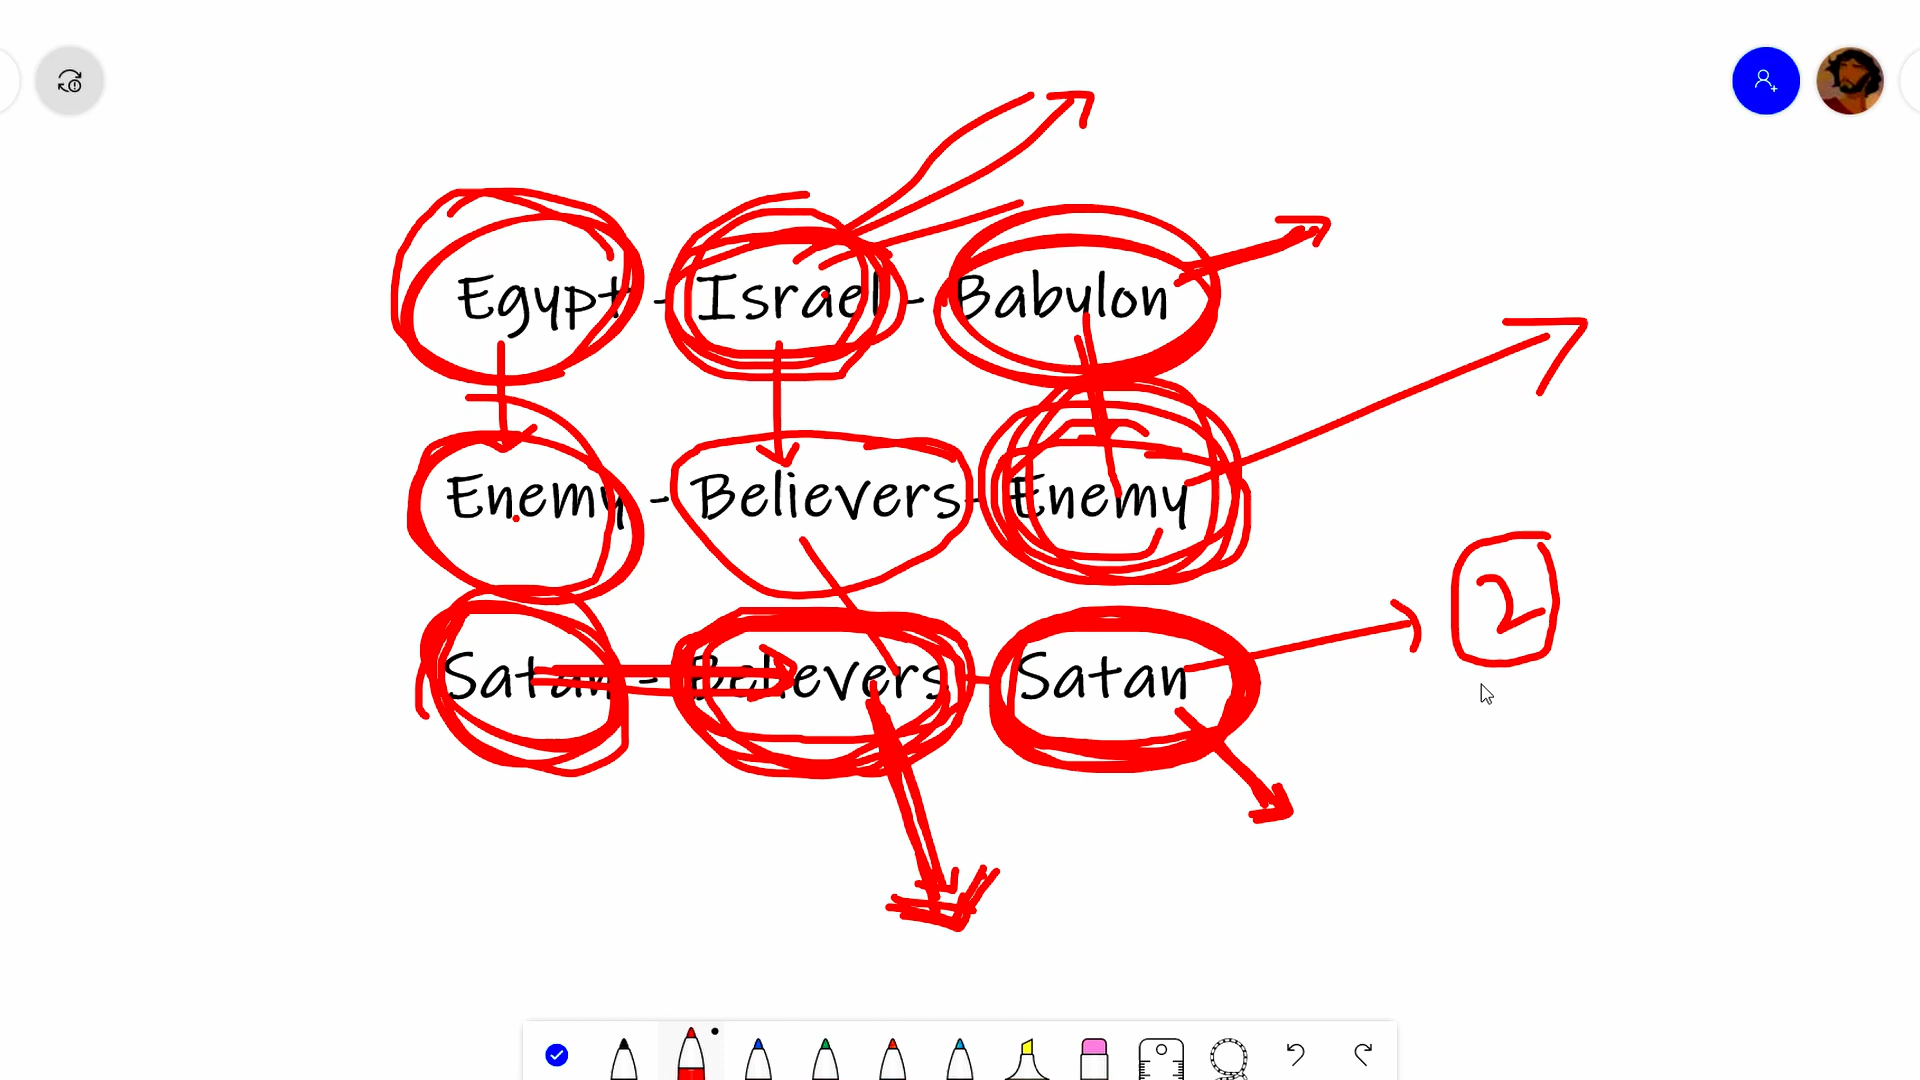 Egypt - Israel - Babylon
Enemy - Believers - Enemy
2
Satan - Believers - Satan